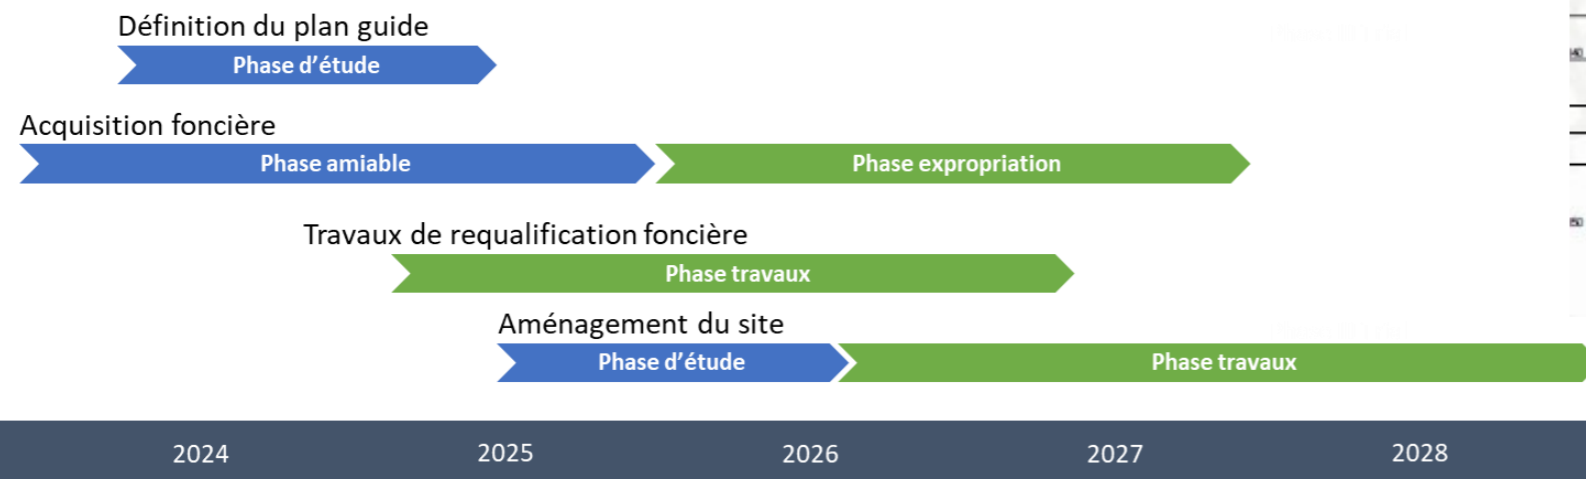 Définition du plan guide
Phase d’étude
Acquisition foncière
Phase amiable
Phase expropriation
Travaux de requalification foncière
Phase travaux
Aménagement du site
Phase d’étude
Phase travaux
2024
2025
2026
2027
2028